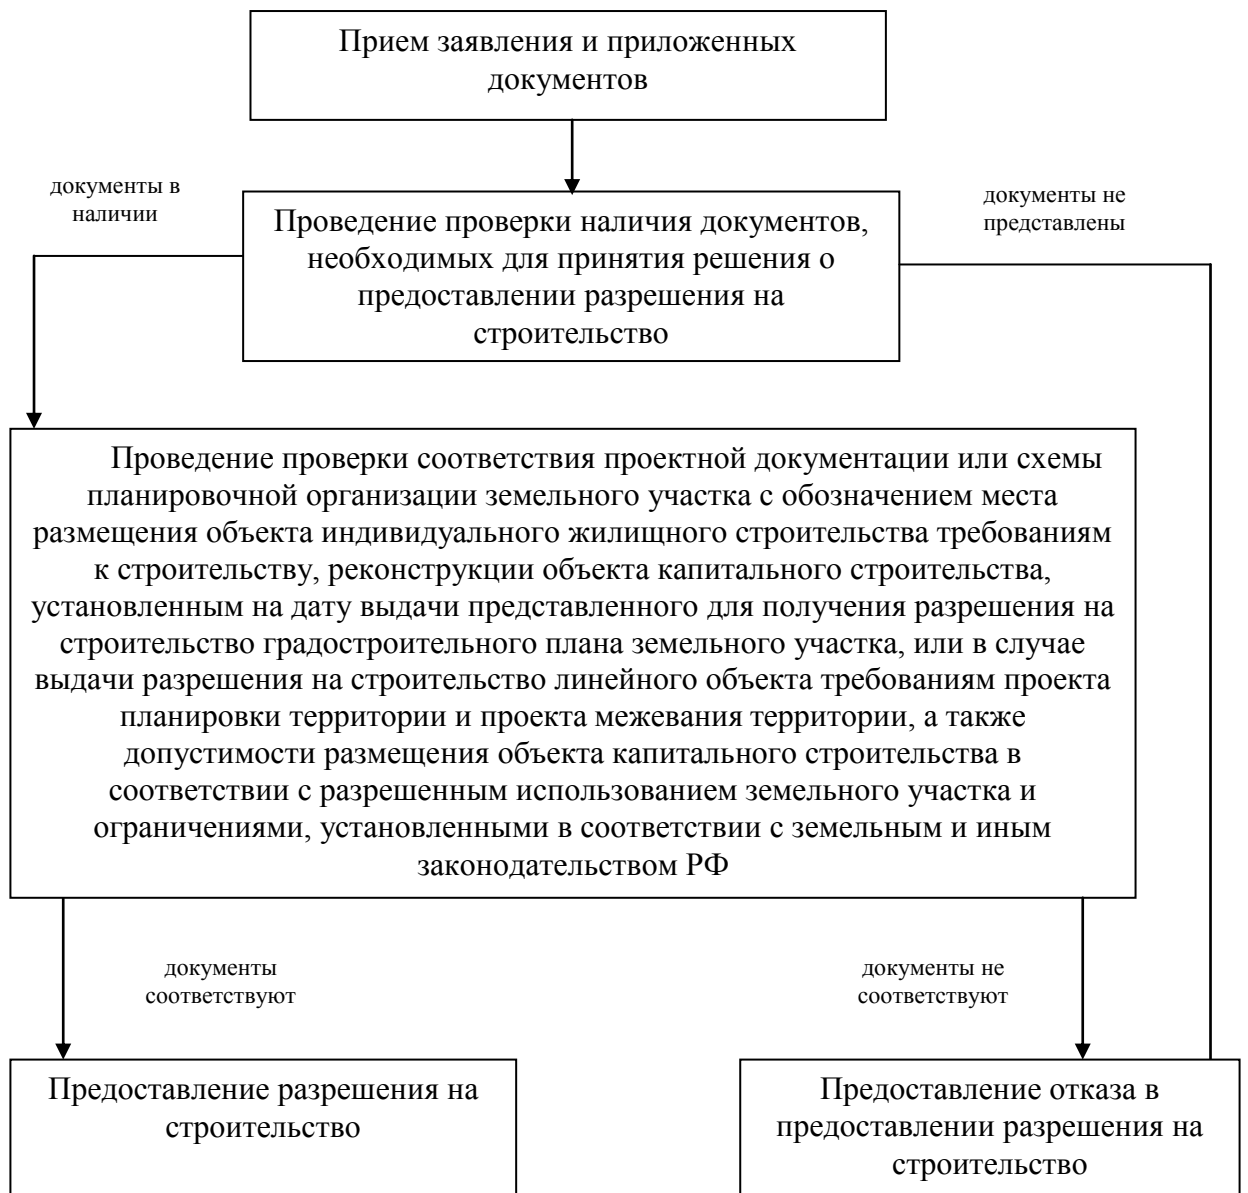 Прием заявления и приложенных
документов
документы в
наличии
документы не
представлены
Проведение проверки наличия документов,
необходимых для принятия решения о
предоставлении разрешения на
строительство
Проведение проверки соответствия проектной документации или схемы
планировочной организации земельного участка с обозначением места
размещения объекта индивидуального жилищного строительства требованиям
к строительству, реконструкции объекта капитального строительства,
установленным на дату выдачи представленного для получения разрешения на
строительство градостроительного плана земельного участка, или в случае
выдачи разрешения на строительство линейного объекта требованиям проекта
планировки территории и проекта межевания территории, а также
допустимости размещения объекта капитального строительства в
соответствии с разрешенным использованием земельного участка и
ограничениями, установленными в соответствии с земельным и иным
законодательством РФ
документы
соответствуют
документы не
соответствуют
Предоставление разрешения на
строительство
Предоставление отказа в
предоставлении разрешения на
строительство